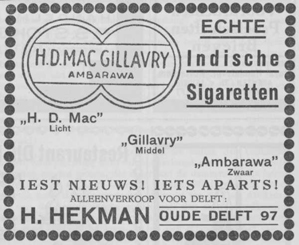 H.D.MAC GILLAVRY
AMBARAWA
ECHTE
Indische
Sigaretten
„H. D. Mac"
Licht
„Gillavry"
Middel
„Ambarawa"
Zwaar
IEST NIEUWS! IETS APARTS!
ALLEENVERKOOP VOOR DELFT:
H. HEKMAN OUDE DELFT 97